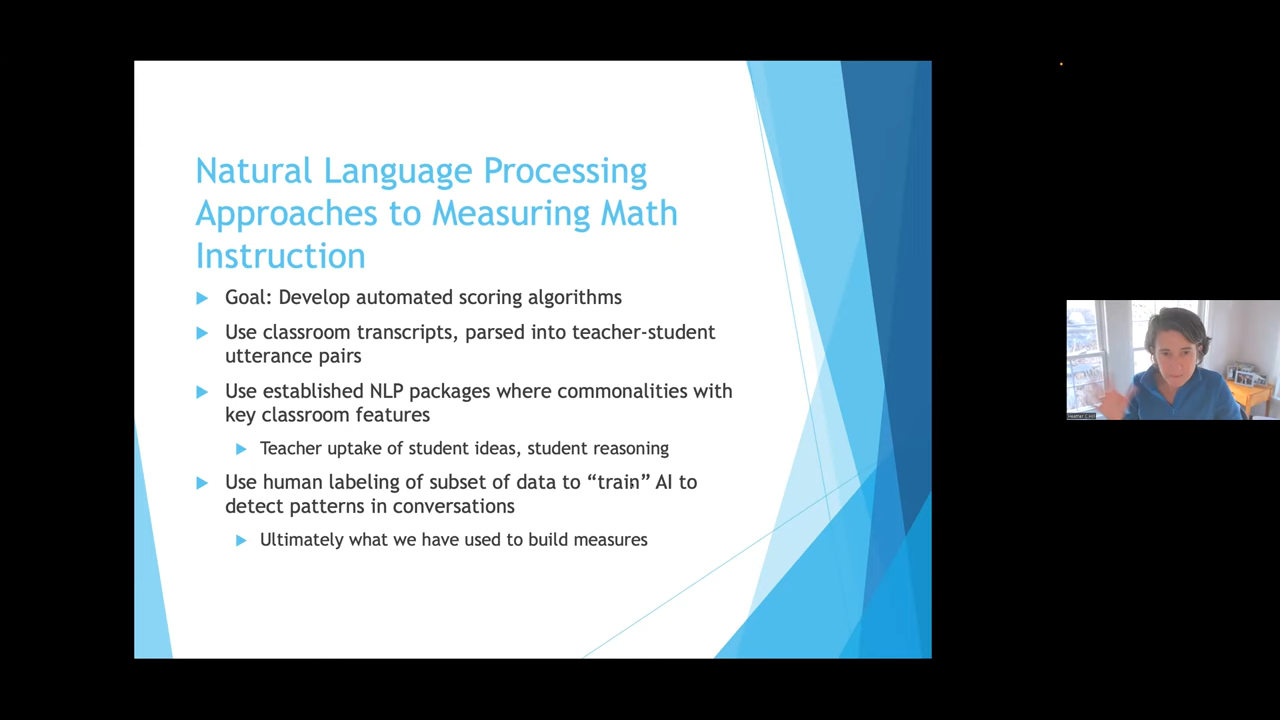 Natural Language Processing
Approaches to Measuring Math
Instruction
Goal: Develop automated scoring algorithms
Use classroom transcripts, parsed into teacher-student
utterance pairs
Use established NLP packages where commonalities with
key classroom features
Teacher uptake of student ideas, student reasoning
Use human labeling of subset of data to “train” AI to
detect patterns in conversations
Ultimately what we have used to build measures